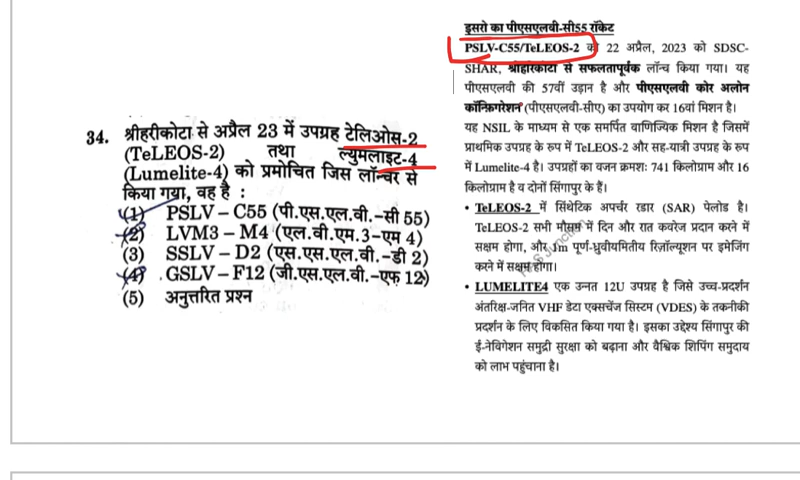 34. श्रीहरीकोटा से अप्रैल 23 में उपग्रह टेलिओस-2
(TeLEOS-2) तथा ल्युमलाइट-4
(Lumelite-4) को प्रमोचित जिस लॉन्चर से
किया गया, वह है :
(1) PSLV – C55 (पी.एस.एल.वी.–सी 55)
(2) LVM3 – M4 (एल.वी.एम.3–एम 4)
(3) SSLV – D2 (एस.एस.एल.वी.–डी 2)
(4) GSLV – F12 (जी.एस.एल.वी.–एफ 12)
(5) अनुत्तरित प्रश्न
इसरो का पीएसएलवी-सी55 रॉकेट
PSLV-C55/TeLEOS-2 को 22 अप्रैल, 2023 को SDSC-
SHAR, श्रीहरिकोटा से सफलतापूर्वक लॉन्च किया गया। यह
पीएसएलवी की 57वीं उड़ान है और पीएसएलवी कोर अलोन
कॉन्फ़िगरेशन (पीएसएलवी-सीए) का उपयोग कर 16वां मिशन है।
यह NSIL के माध्यम से एक समर्पित वाणिज्यिक मिशन है जिसमें
प्राथमिक उपग्रह के रूप में TeLEOS-2 और सह-यात्री उपग्रह के रूप
में Lumelite-4 है। उपग्रहों का वजन क्रमशः 741 किलोग्राम और 16
किलोग्राम है व दोनों सिंगापुर के हैं।
• TeLEOS-2 में सिंथेटिक अपर्चर रडार (SAR) पेलोड है।
TeLEOS-2 सभी मौसम में दिन और रात कवरेज प्रदान करने में
सक्षम होगा, और 1m पूर्ण-ध्रुवीयमितीय रिज़ॉल्यूशन पर इमेजिंग
करने में सक्षम होगा।
• LUMELITE4 एक उन्नत 12U उपग्रह है जिसे उच्च-प्रदर्शन
अंतरिक्ष-जनित VHF डेटा एक्सचेंज सिस्टम (VDES) के तकनीकी
प्रदर्शन के लिए विकसित किया गया है। इसका उद्देश्य सिंगापुर की
ई-नेविगेशन समुद्री सुरक्षा को बढ़ाना और वैश्विक शिपिंग समुदाय
को लाभ पहुंचाना है।